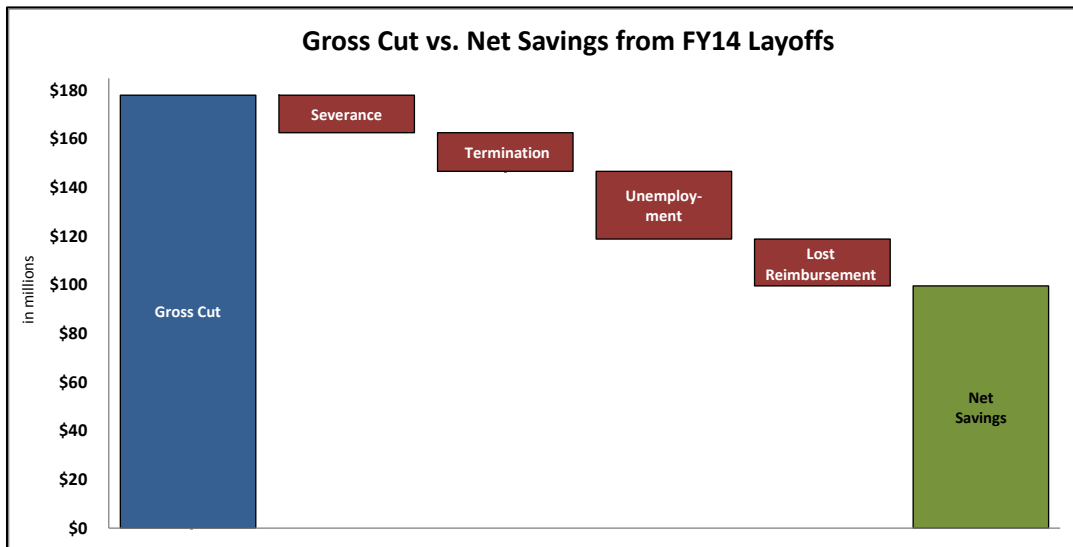 Gross Cut vs. Net Savings from FY14 Layoffs
$180
$160
$140
$120
$100
$80
$60
$40
$20
$0
in millions
Gross Cut
Severance
Termination
Unemploy-
ment
Lost
Reimbursement
Net
Savings